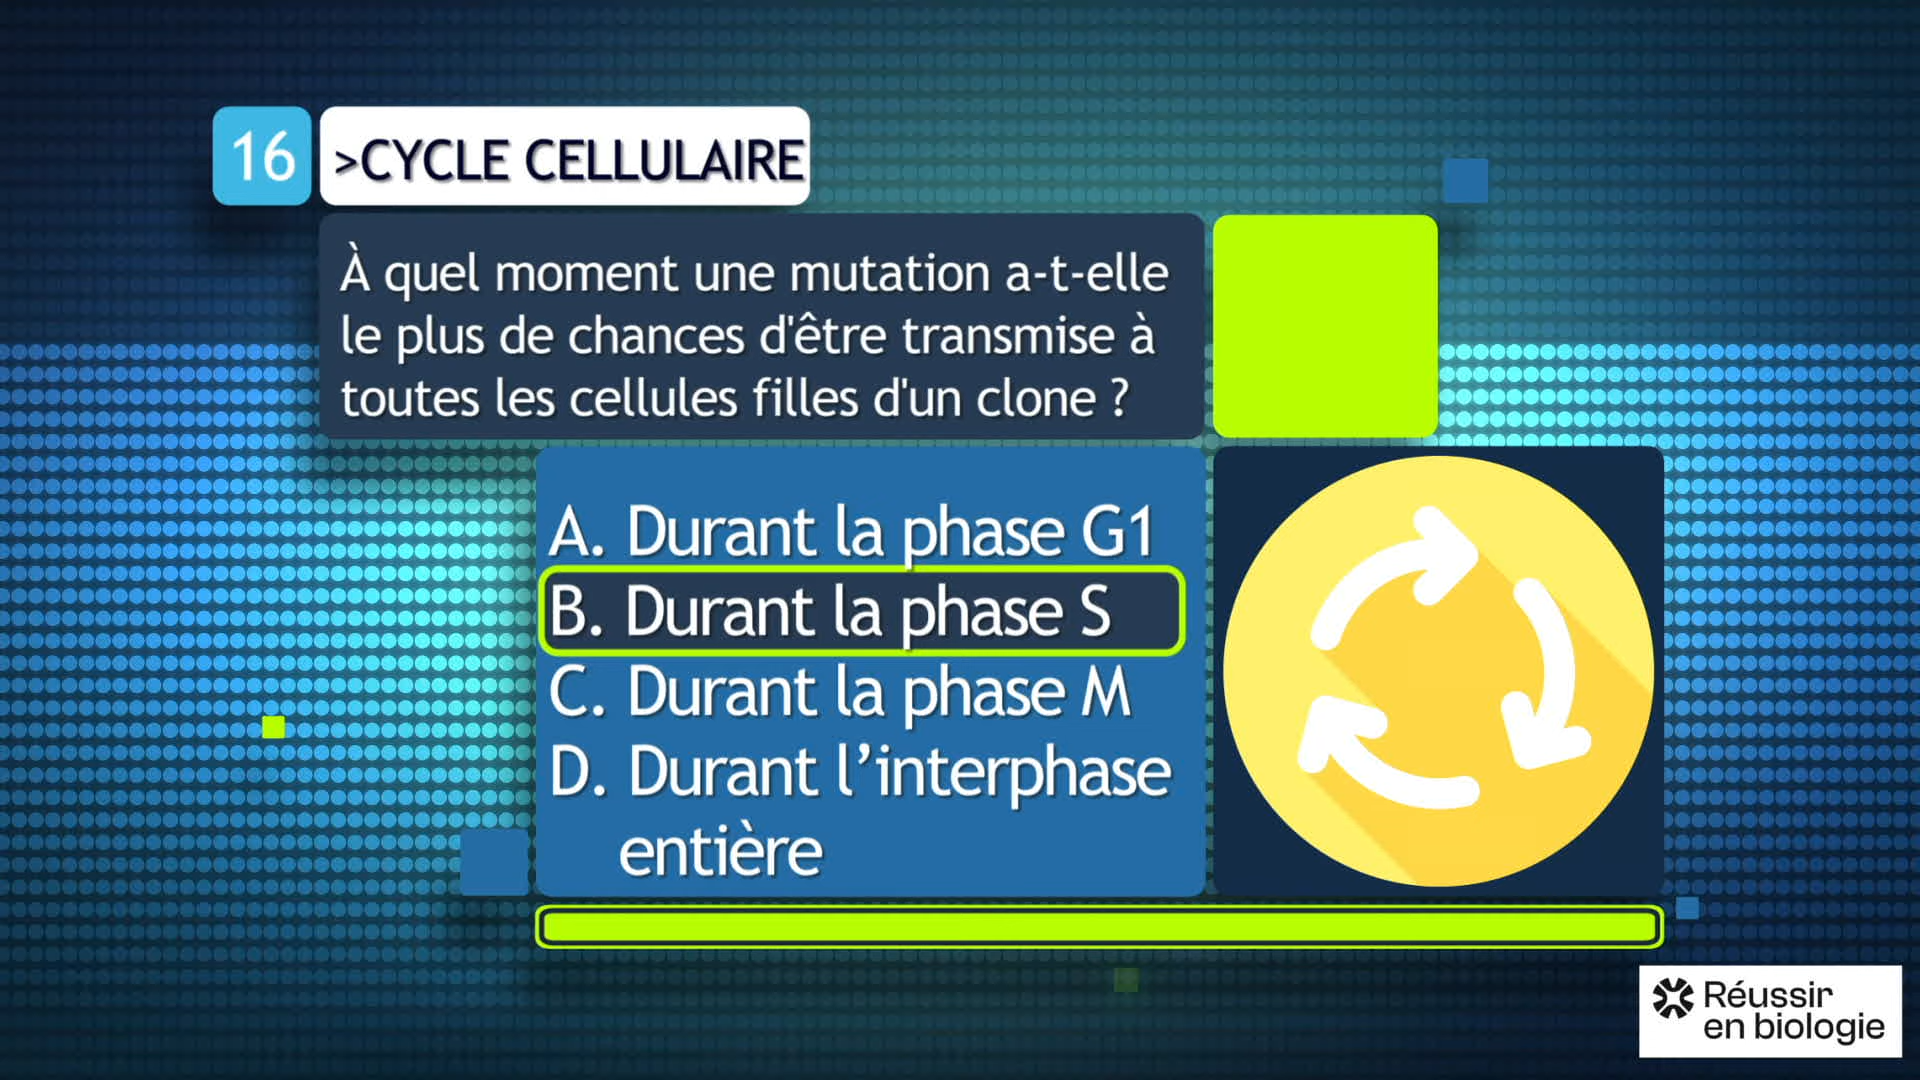 16
>CYCLE CELLULAIRE
À quel moment une mutation a-t-elle
le plus de chances d'être transmise à
toutes les cellules filles d'un clone ?
A. Durant la phase G1
B. Durant la phase S
C. Durant la phase M
D. Durant l’interphase
entière
Réussir
en biologie